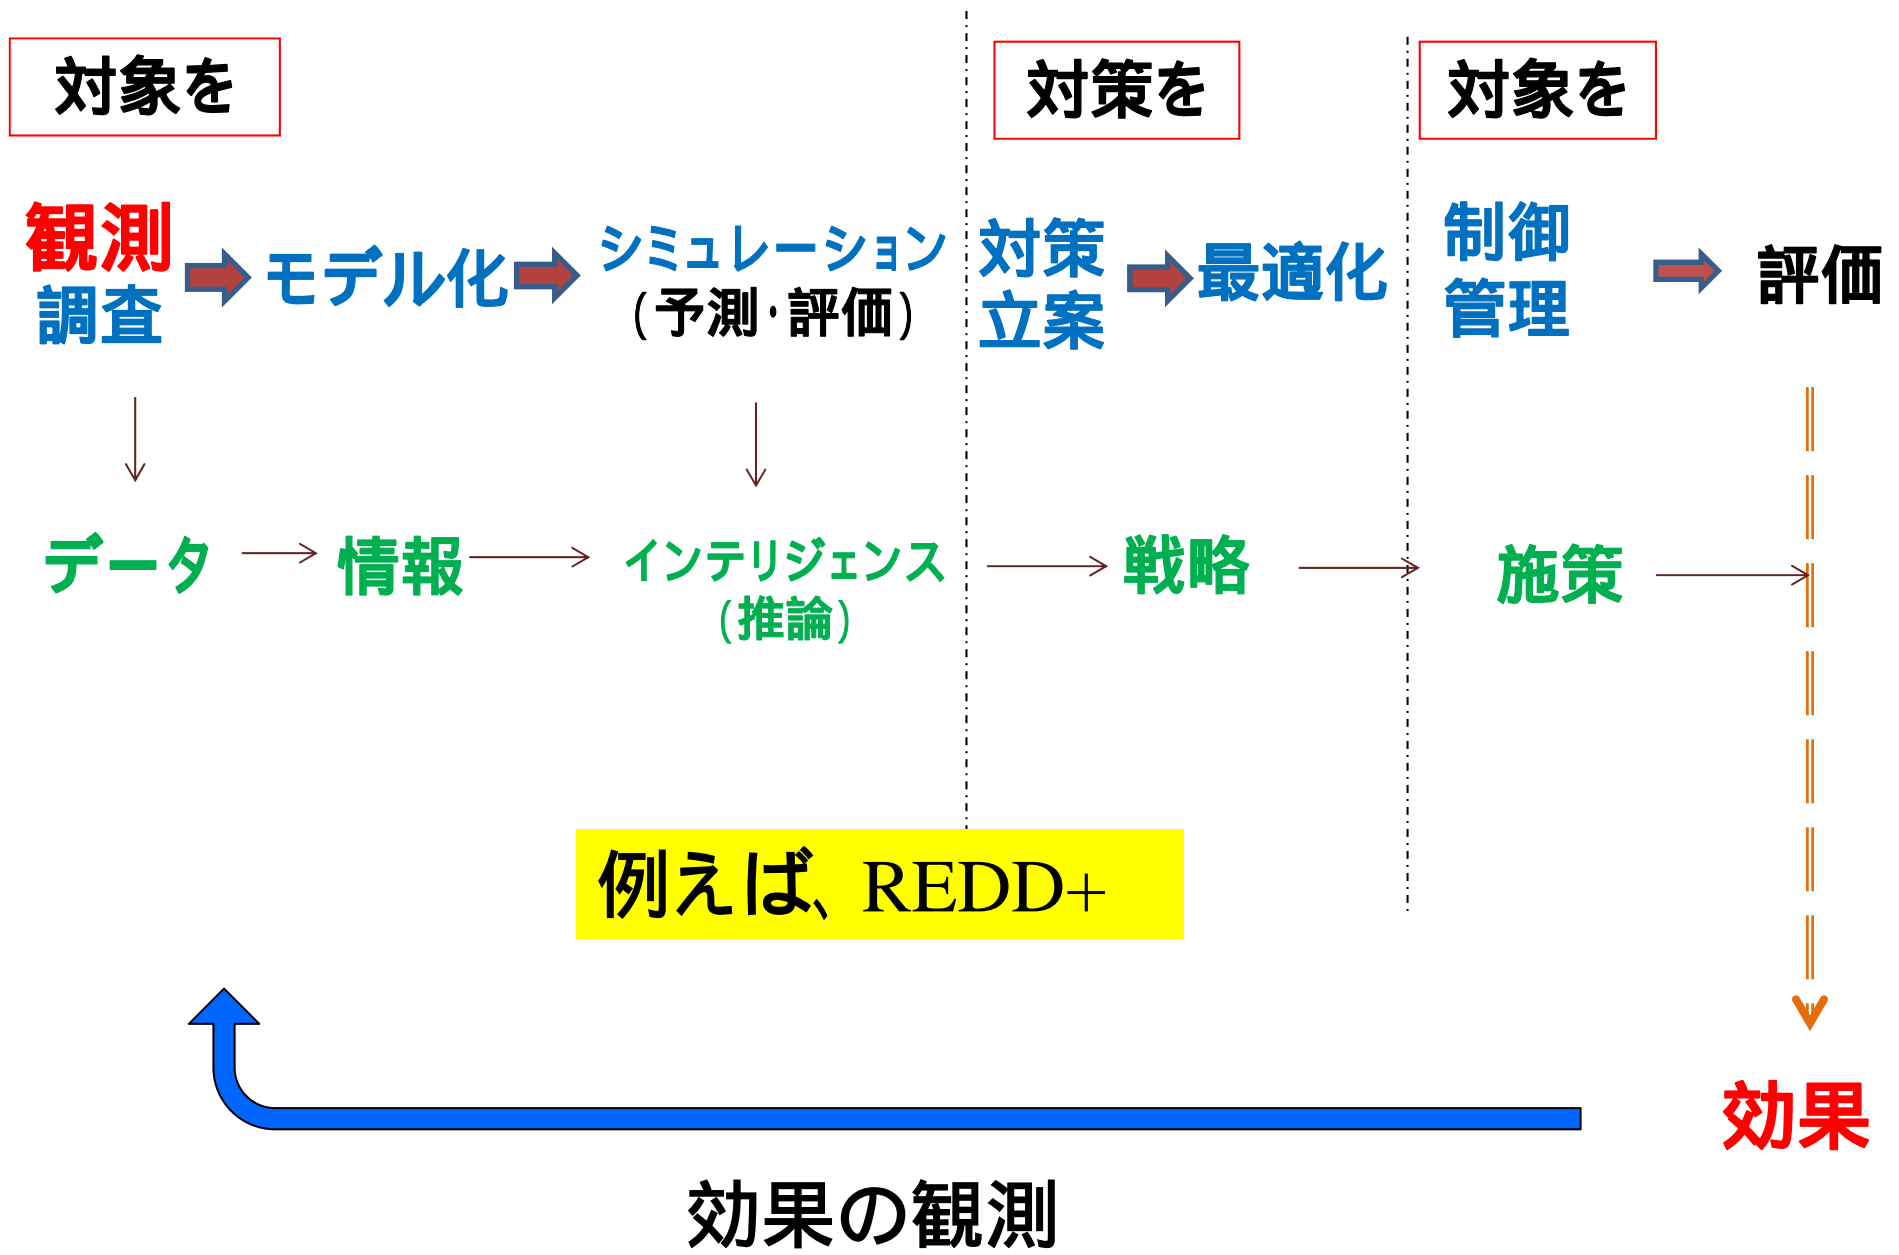 対象を
対策を
対象を
観測
調査
モデル化
シミュレーション
(予測・評価)
対策
立案
最適化
制御
管理
評価
データ
情報
インテリジェンス
(推論)
戦略
施策
例えば、REDD+
効果
効果の観測